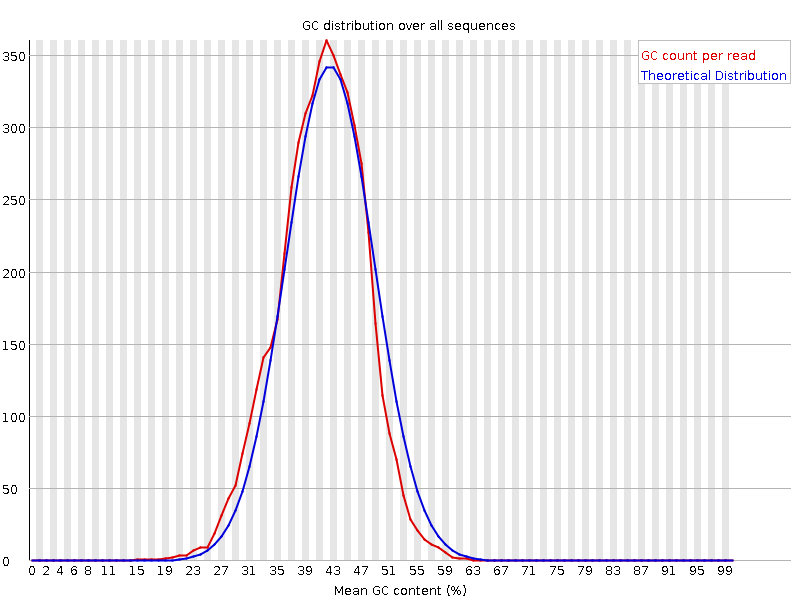 GC distribution over all sequences
GC count per read
Theoretical Distribution
350
300
250
200
150
100
50
0
0 2 4 6 8 11 15 19 23 27 31 35 39 43 47 51 55 59 63 67 71 75 79 83 87 91 95 99
Mean GC content (%)